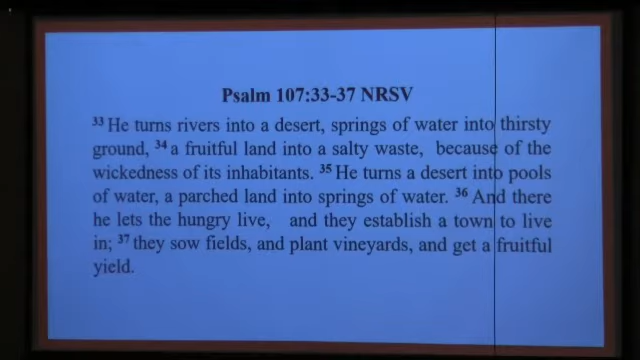 Psalm 107:33-37 NRSV
³³ He turns rivers into a desert, springs of water into thirsty
ground, ³⁴ a fruitful land into a salty waste, because of the
wickedness of its inhabitants. ³⁵ He turns a desert into pools
of water, a parched land into springs of water. ³⁶ And there
he lets the hungry live, and they establish a town to live
in; ³⁷ they sow fields, and plant vineyards, and get a fruitful
yield.